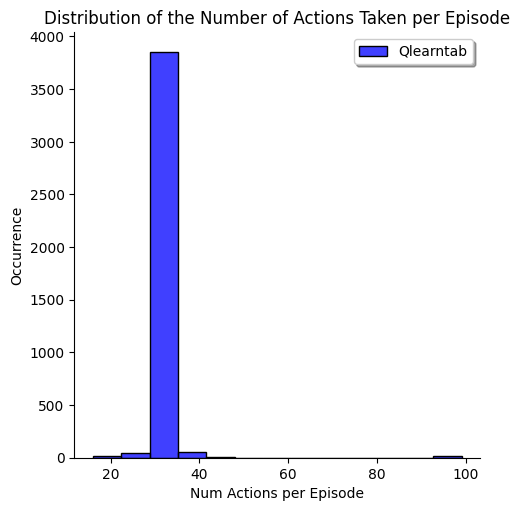 Distribution of the Number of Actions Taken per Episode
Qlearntab
4000
3500
3000
2500
2000
1500
1000
500
0
Occurrence
20 40 60 80 100
Num Actions per Episode